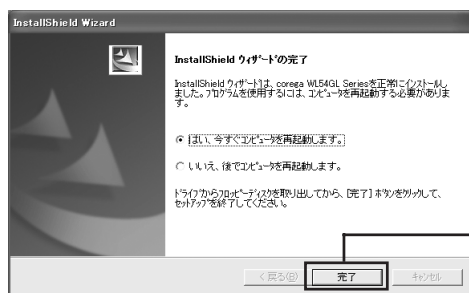 InstallShield Wizard
InstallShield ウィザードの完了
InstallShield ウィザードは、corega WL54GL Seriesを正常にインストールし
ました。プログラムを使用するには、コンピュータを再起動する必要がありま
す。
はい、今すぐコンピュータを再起動します。
いいえ、後でコンピュータを再起動します。
ドライブからフロッピーディスクを取り出してから、[完了] ボタンをクリックして、
セットアップを終了してください。
< 戻る(B)
完了
キャンセル